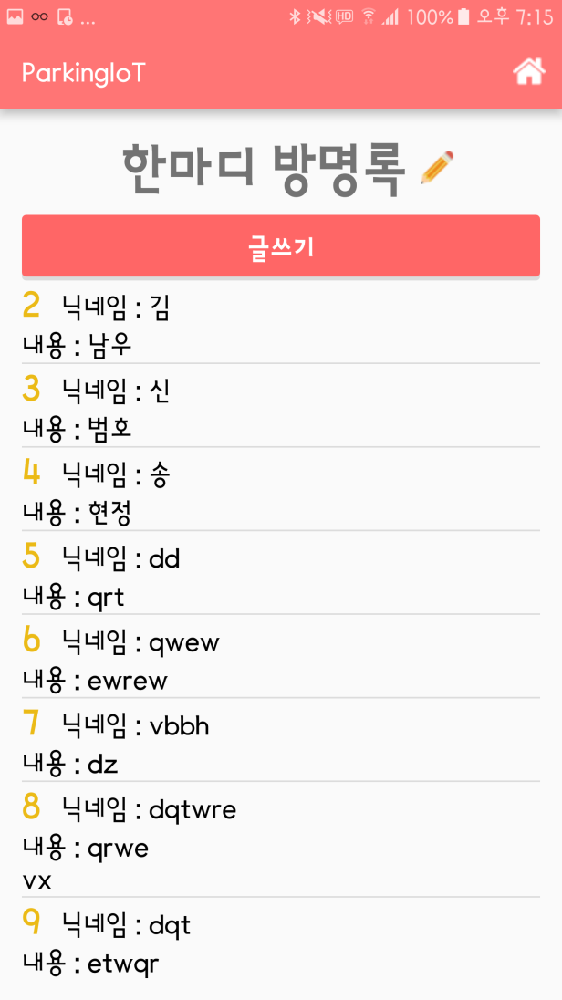 ... HD 100% 오후 7:15
ParkingIoT
한마디 방명록
글쓰기
2 닉네임 : 김
내용 : 남우
3 닉네임 : 신
내용 : 범호
4 닉네임 : 송
내용 : 현정
5 닉네임 : dd
내용 : qrt
6 닉네임 : qwew
내용 : ewrew
7 닉네임 : vbbh
내용 : dz
8 닉네임 : dqtwre
내용 : qrwe
vx
9 닉네임 : dqt
내용 : etwqr